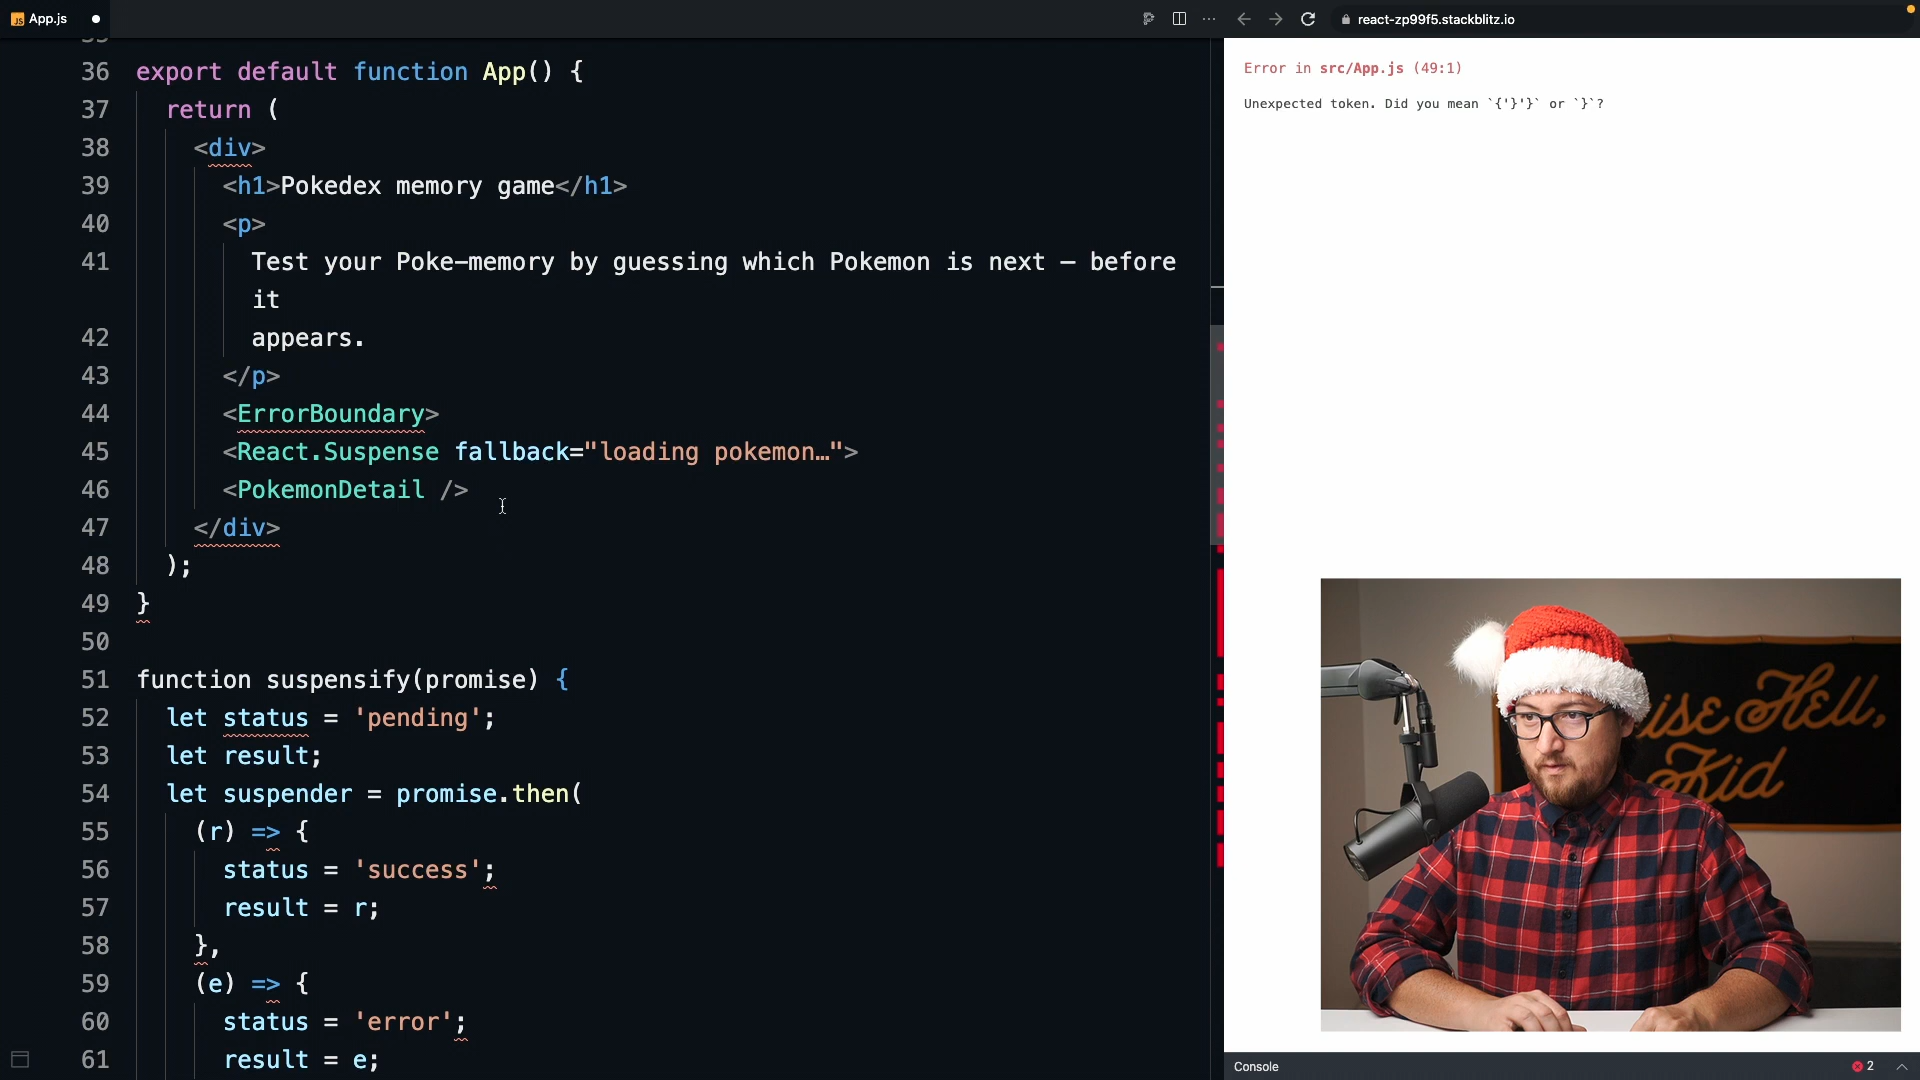 App.js
react-zp99f5.stackblitz.io
36 export default function App() {
37 return (
38 <div>
39 <h1>Pokedex memory game</h1>
40 <p>
41 Test your Poke-memory by guessing which Pokemon is next — before
it
42 appears.
43 </p>
44 <ErrorBoundary>
45 <React.Suspense fallback="loading pokemon…">
46 <PokemonDetail />
47 </div>
48 );
49 }
50
51 function suspensify(promise) {
52 let status = 'pending';
53 let result;
54 let suspender = promise.then(
55 (r) => {
56 status = 'success';
57 result = r;
58 },
59 (e) => {
60 status = 'error';
61 result = e;
Error in src/App.js (49:1)
Unexpected token. Did you mean `{'}'}` or `}`?
ise Hell,
Kid
Console
2